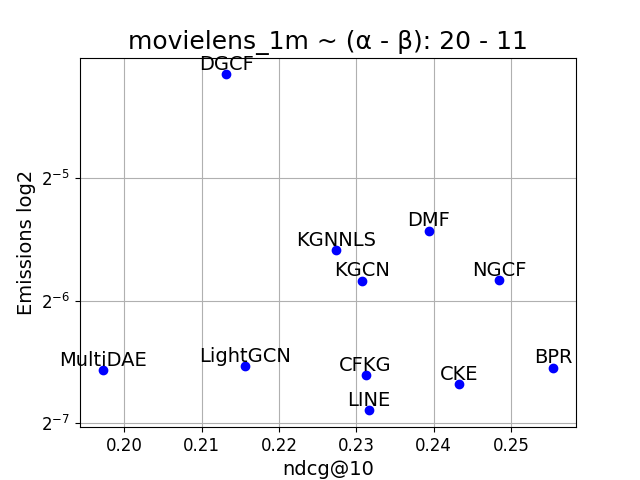 movielens_1m ~ (α - β): 20 - 11
DGCF
2⁻⁵
DMF
KGNNLS
KGCN
NGCF
2⁻⁶
Emissions log2
MultiDAE
LightGCN
CFKG
BPR
CKE
LINE
2⁻⁷
0.20 0.21 0.22 0.23 0.24 0.25
ndcg@10